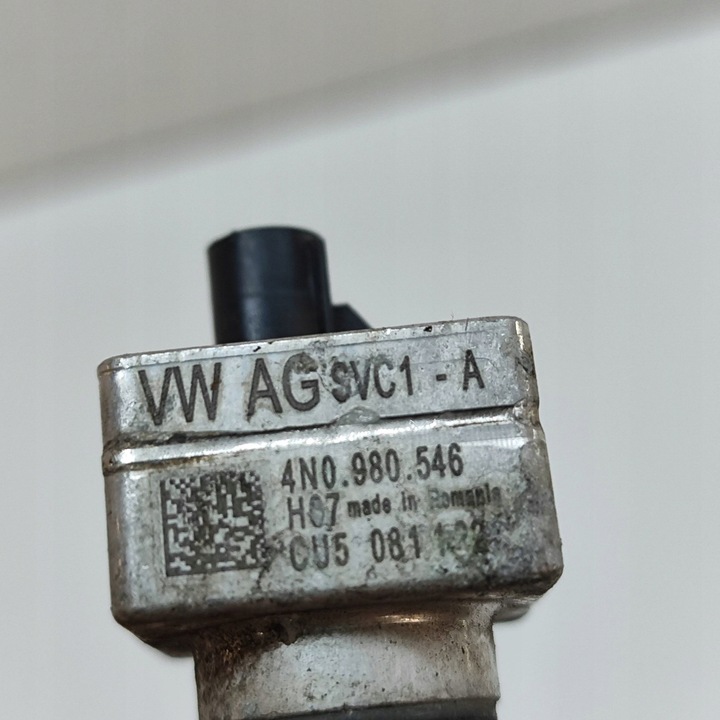 VW AG SVC1 - A
4N0.980.546
H07 made in Romania
CU5 081